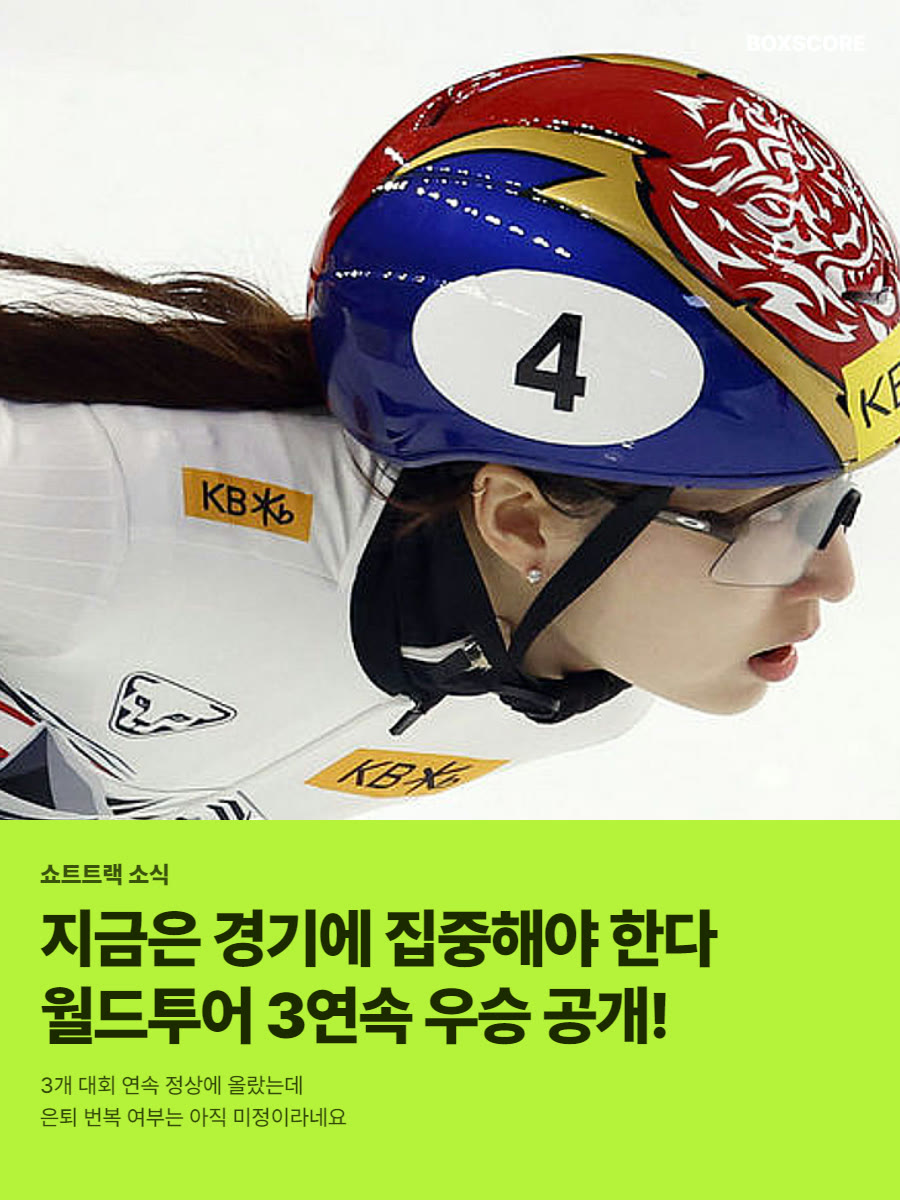 BOXSCORE
4
KB
KB
KB
쇼트트랙 소식
지금은 경기에 집중해야 한다
월드투어 3연속 우승 공개!
3개 대회 연속 정상에 올랐는데
은퇴 번복 여부는 아직 미정이라네요